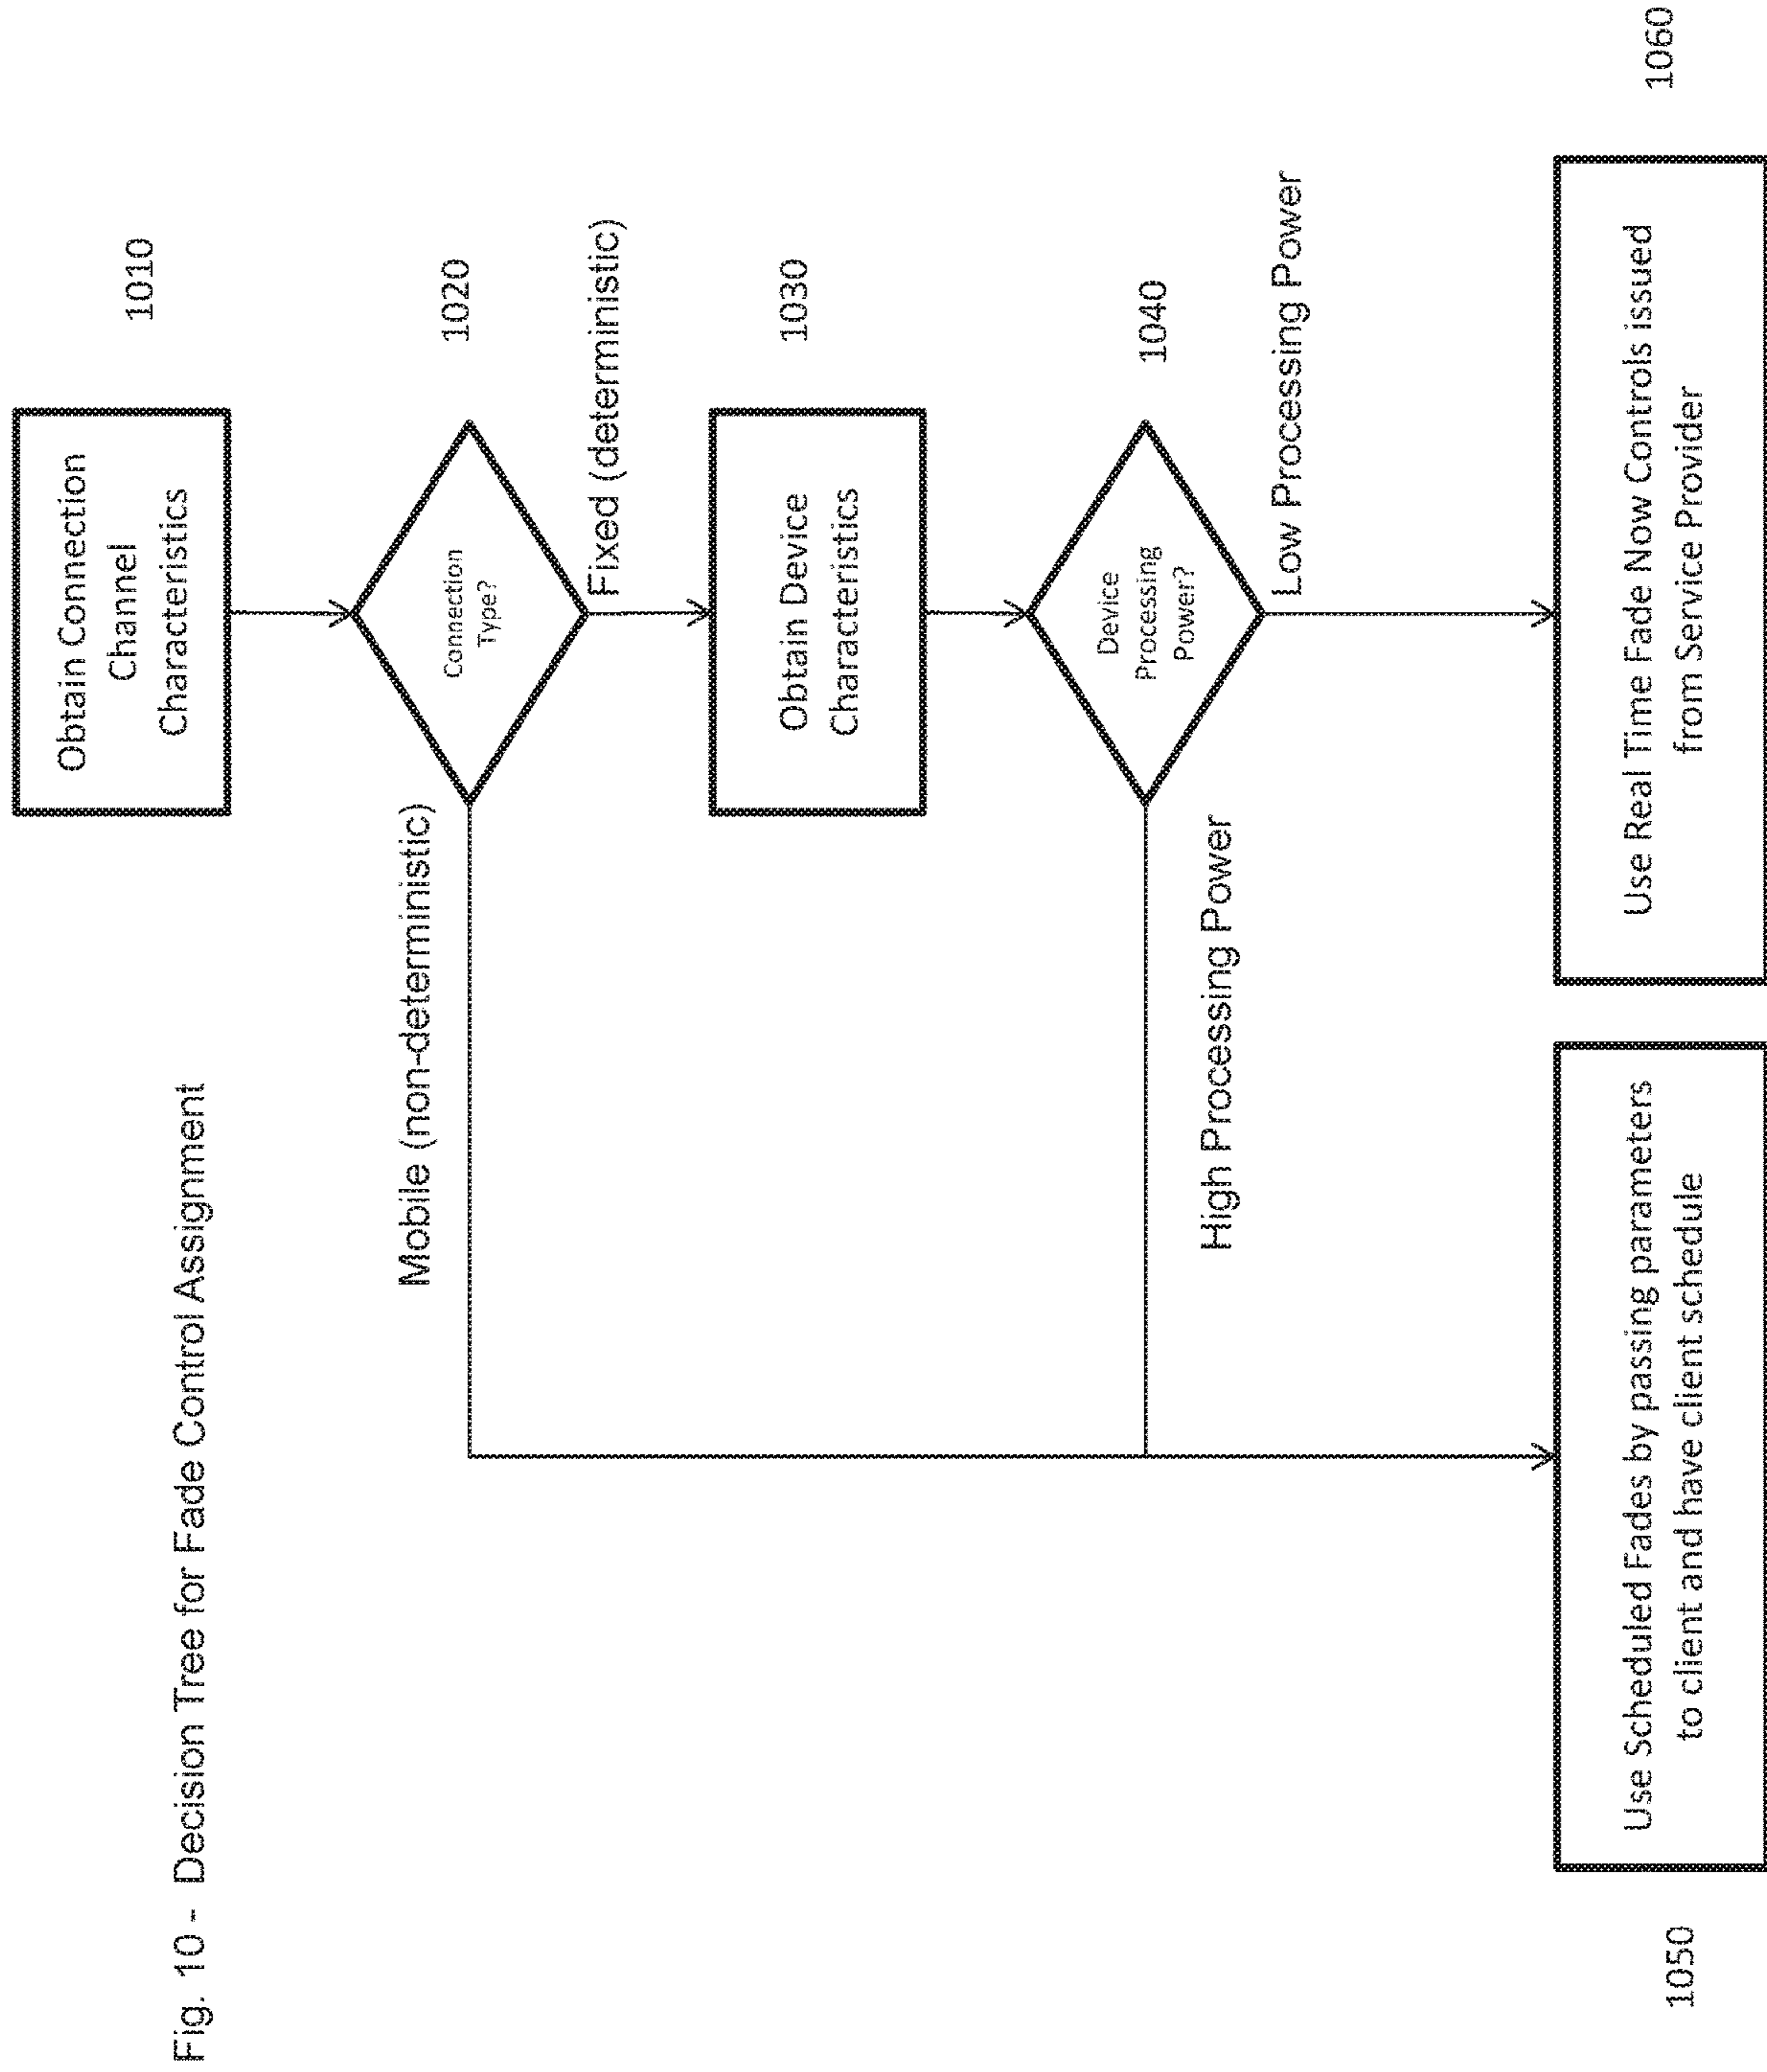 Fig. 10 - Decision Tree for Fade Control Assignment
Obtain Connection
Channel
Characteristics
1010
Connection
Type?
1020
Mobile (non-deterministic)
Fixed (deterministic)
Obtain Device
Characteristics
1030
Device
Processing
Power?
1040
High Processing Power
Low Processing Power
1050
Use Scheduled Fades by passing parameters
to client and have client schedule
Use Real Time Fade Now Controls issued
from Service Provider
1060